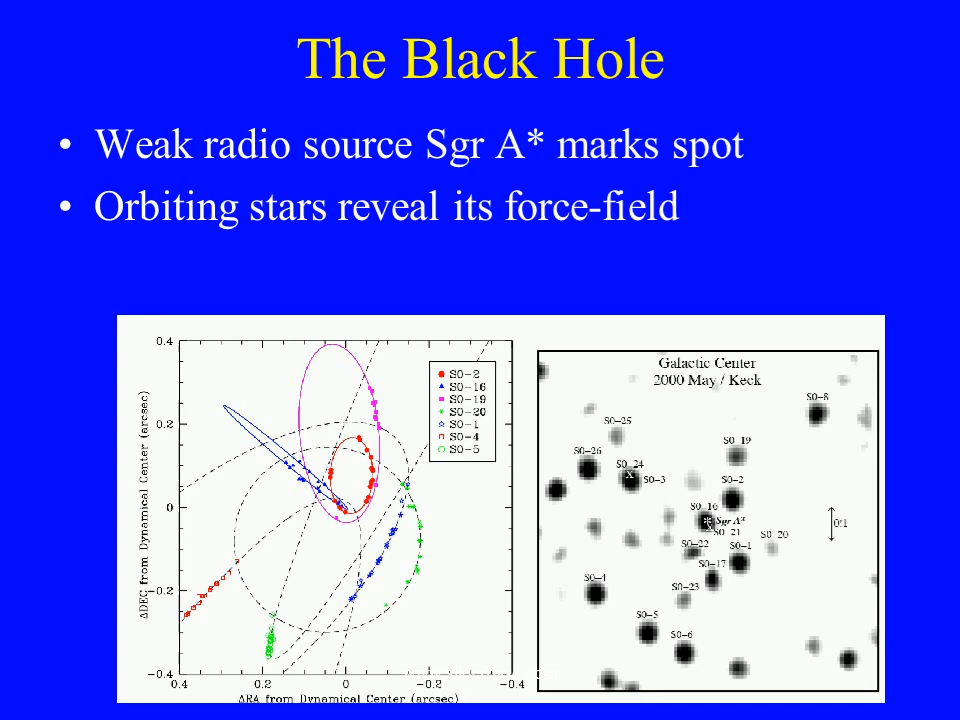 The Black Hole
• Weak radio source Sgr A* marks spot
• Orbiting stars reveal its force-field
0.4
0.2
0
-0.2
-0.4
ΔDEC from Dynamical Center (arcsec)
0.4 0.2 0 -0.2 -0.4
ΔRA from Dynamical Center (arcsec)
S0-2
S0-16
S0-19
S0-20
S0-1
S0-4
S0-5
Galactic Center
2000 May / Keck
S0-8
S0-25
S0-19
S0-26
S0-24
S0-3
S0-2
S0-16
Sgr A*
S0-21
S0-20
0".1
S0-22
S0-1
S0-17
S0-4
S0-23
S0-5
S0-6